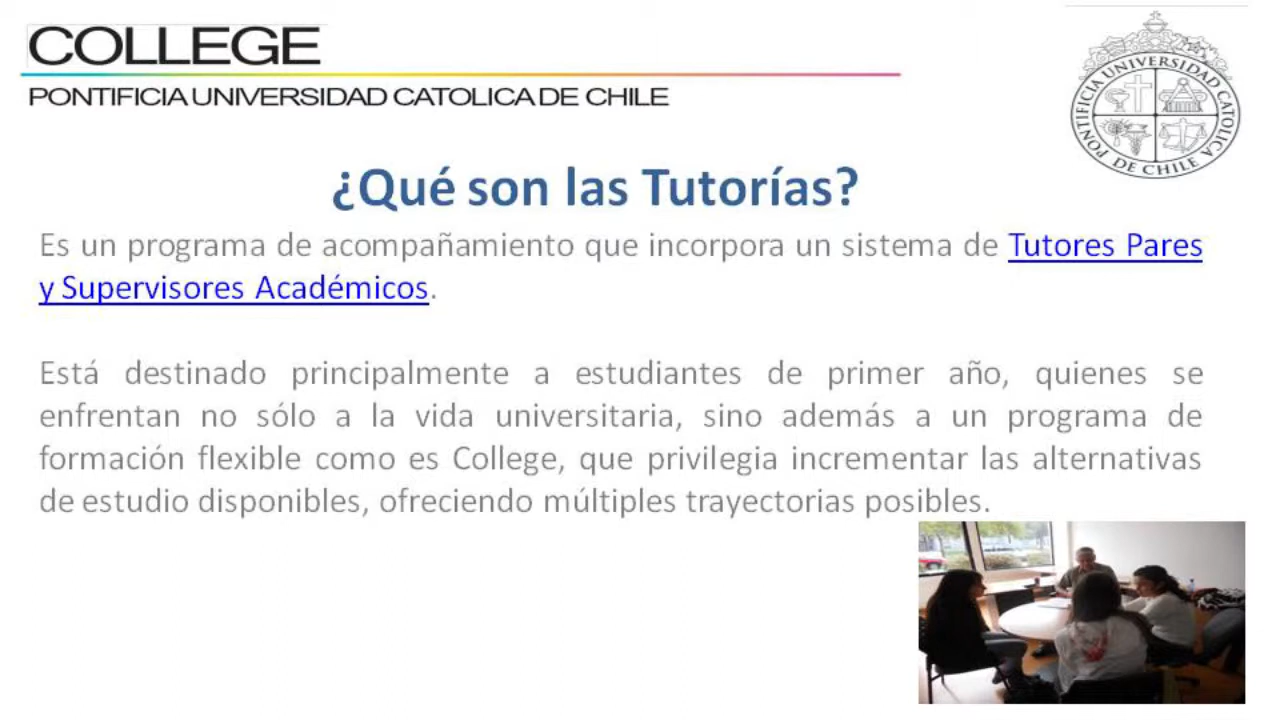 COLLEGE
PONTIFICIA UNIVERSIDAD CATOLICA DE CHILE
PONTIFICIA UNIVERSIDAD CATOLICA DE CHILE
¿Qué son las Tutorías?
Es un programa de acompañamiento que incorpora un sistema de Tutores Pares
y Supervisores Académicos.
Está destinado principalmente a estudiantes de primer año, quienes se
enfrentan no sólo a la vida universitaria, sino además a un programa de
formación flexible como es College, que privilegia incrementar las alternativas
de estudio disponibles, ofreciendo múltiples trayectorias posibles.